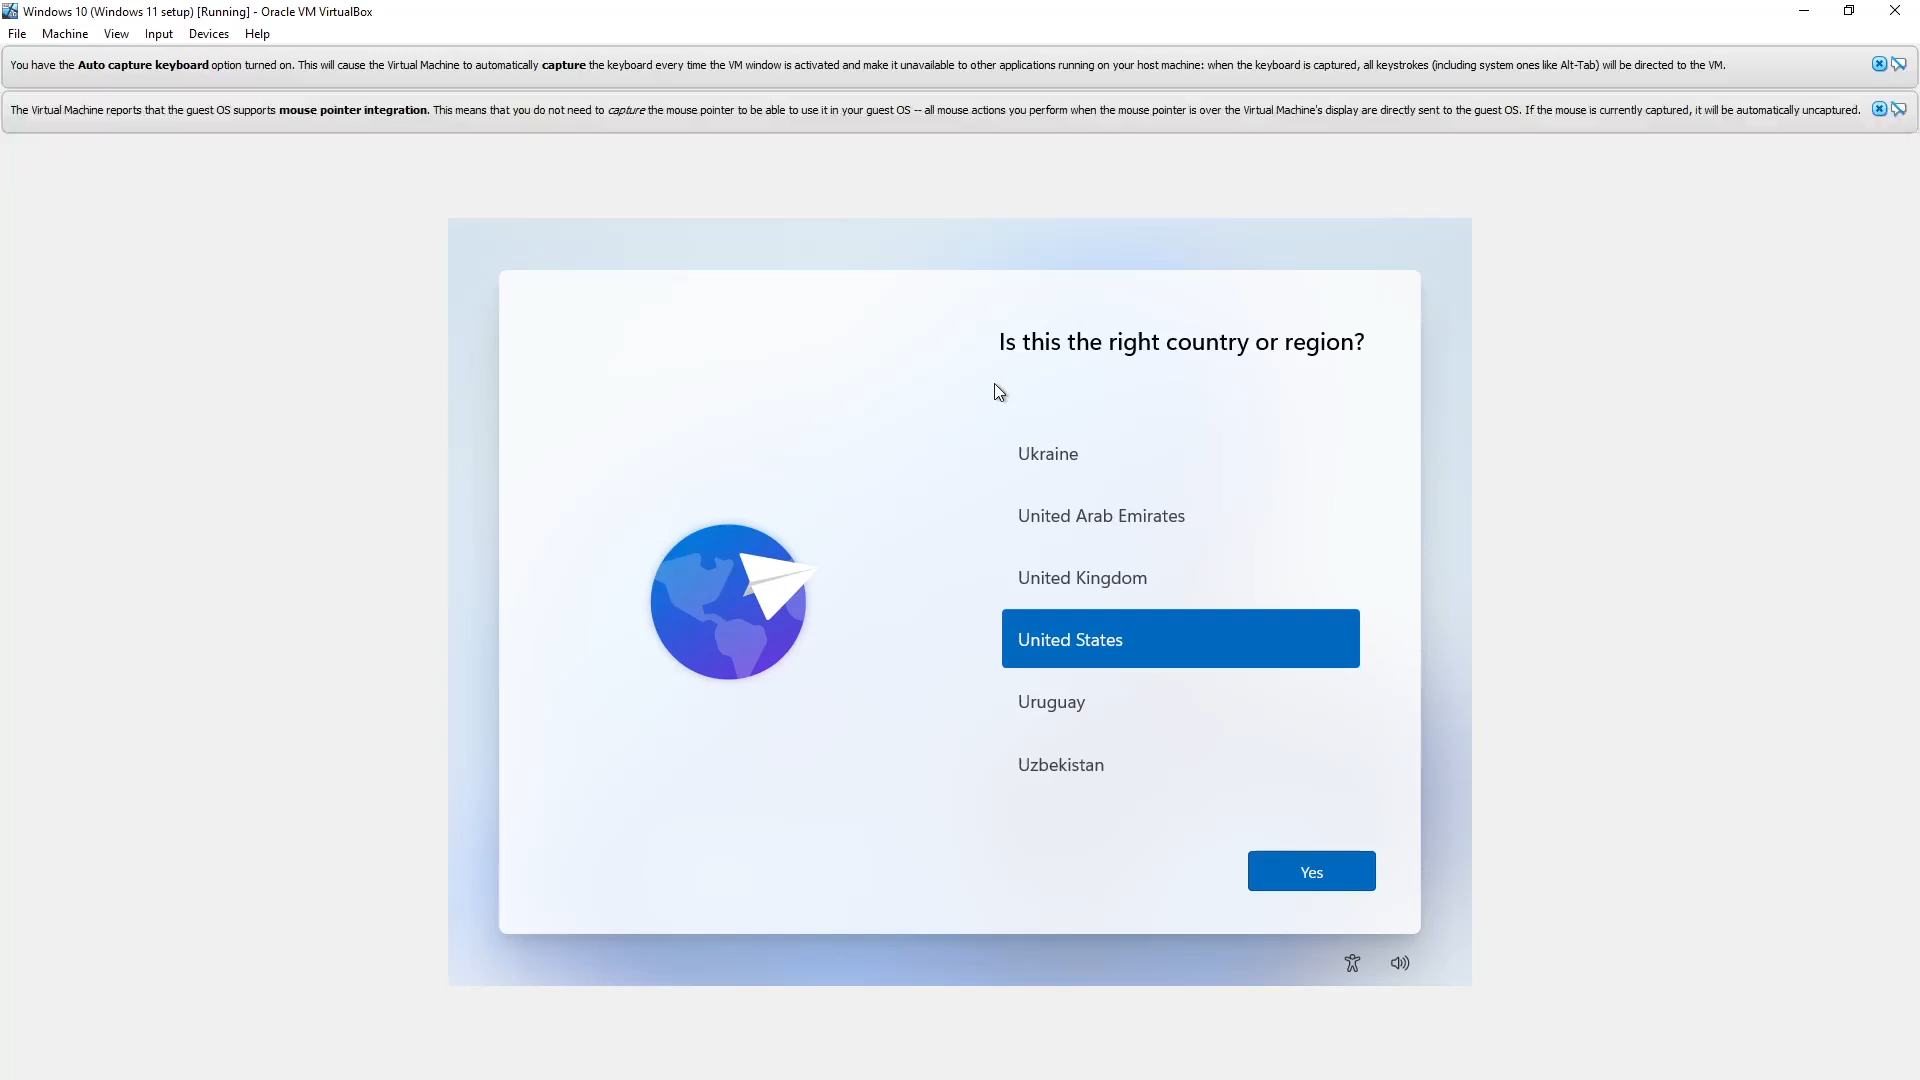 Windows 10 (Windows 11 setup) [Running] - Oracle VM VirtualBox
File Machine View Input Devices Help
You have the Auto capture keyboard option turned on. This will cause the Virtual Machine to automatically capture the keyboard every time the VM window is activated and make it unavailable to other applications running on your host machine: when the keyboard is captured, all keystrokes (including system ones like Alt-Tab) will be directed to the VM.
The Virtual Machine reports that the guest OS supports mouse pointer integration. This means that you do not need to capture the mouse pointer to be able to use it in your guest OS -- all mouse actions you perform when the mouse pointer is over the Virtual Machine's display are directly sent to the guest OS. If the mouse is currently captured, it will be automatically uncaptured.
Is this the right country or region?
Ukraine
United Arab Emirates
United Kingdom
United States
Uruguay
Uzbekistan
Yes